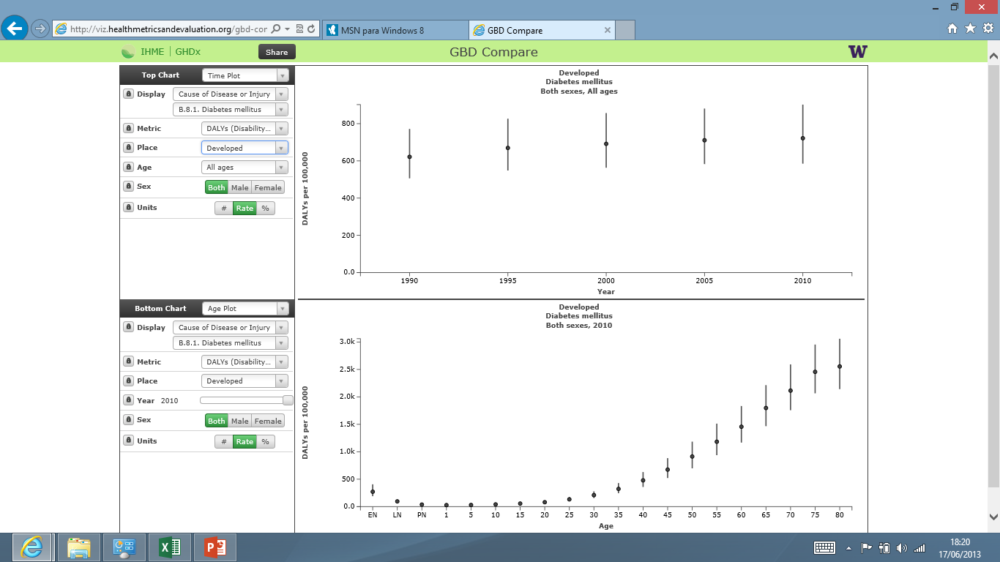 http://viz.healthmetricsandevaluation.org/gbd-cor
MSN para Windows 8
GBD Compare
IHME | GHDx
Share
GBD Compare
W
Top Chart Time Plot
Display Cause of Disease or Injury
B.8.1. Diabetes mellitus
Metric DALYs (Disability...
Place Developed
Age All ages
Sex Both Male Female
Units # Rate %
Developed
Diabetes mellitus
Both sexes, All ages
DALYs per 100,000
800
600
400
200
0.0
1990 1995 2000 2005 2010
Year
Bottom Chart Age Plot
Display Cause of Disease or Injury
B.8.1. Diabetes mellitus
Metric DALYs (Disability...
Place Developed
Year 2010
Sex Both Male Female
Units # Rate %
Developed
Diabetes mellitus
Both sexes, 2010
DALYs per 100,000
3.0k
2.5k
2.0k
1.5k
1.0k
500
0.0
EN LN PN 1 5 10 15 20 25 30 35 40 45 50 55 60 65 70 75 80
Age
18:20
17/06/2013